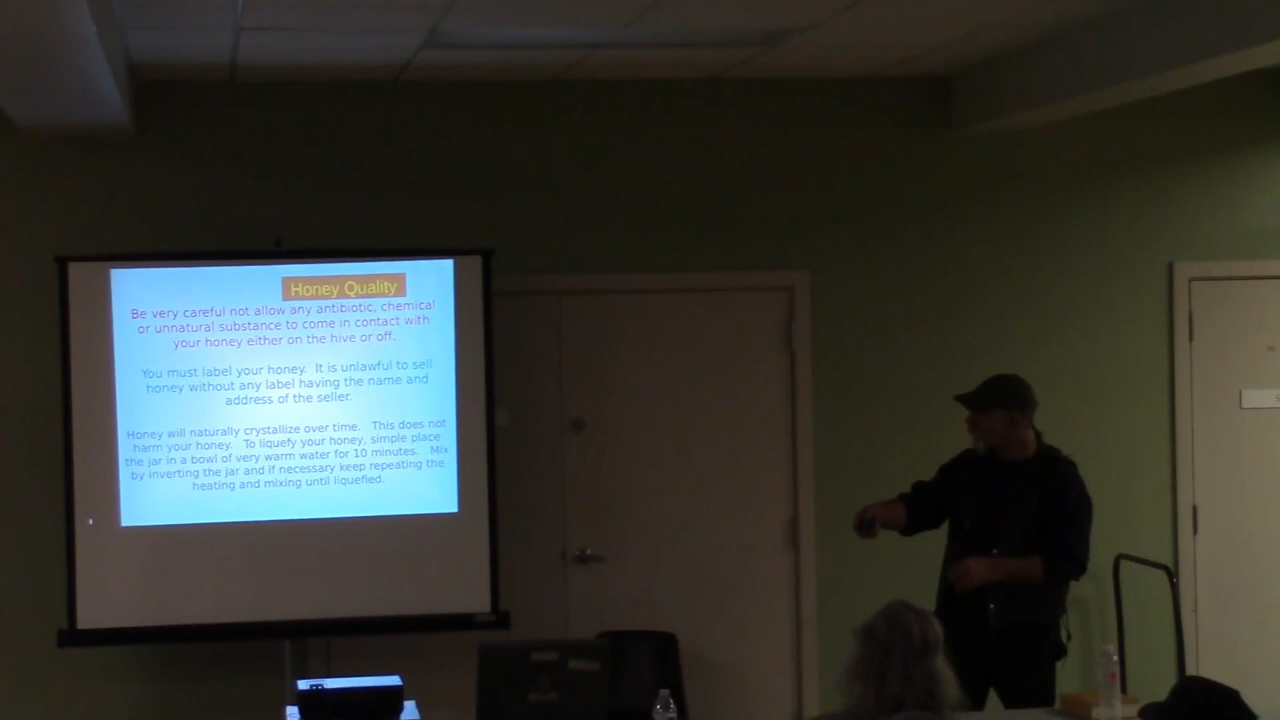 Honey Quality
Be very careful not allow any antibiotic, chemical
or unnatural substance to come in contact with
your honey either on the hive or off.
You must label your honey. It is unlawful to sell
honey without any label having the name and
address of the seller.
Honey will naturally crystallize over time. This does not
harm your honey. To liquefy your honey, simple place
the jar in a bowl of very warm water for 10 minutes. Mix
by inverting the jar and if necessary keep repeating the
heating and mixing until liquefied.